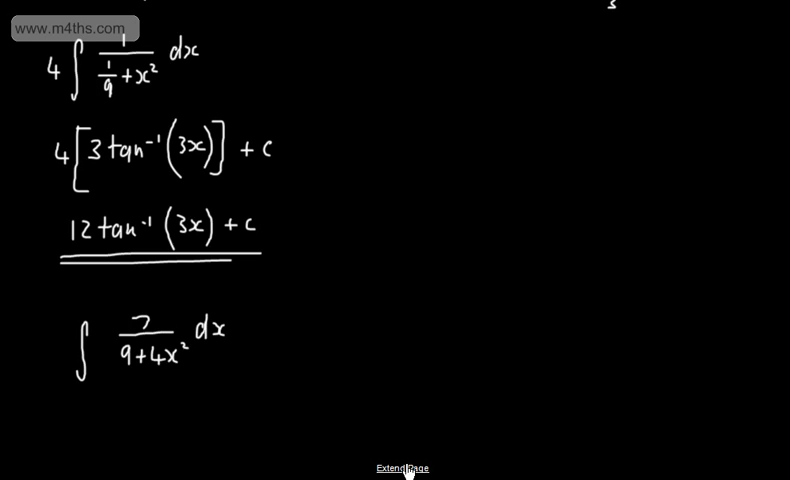 www.m4ths.com
3
4 ∫ 1/(1/9 + x²) dx
4[3 tan⁻¹(3x)] + c
12 tan⁻¹(3x) + c
∫ 7/(9+4x²) dx
Extend Page